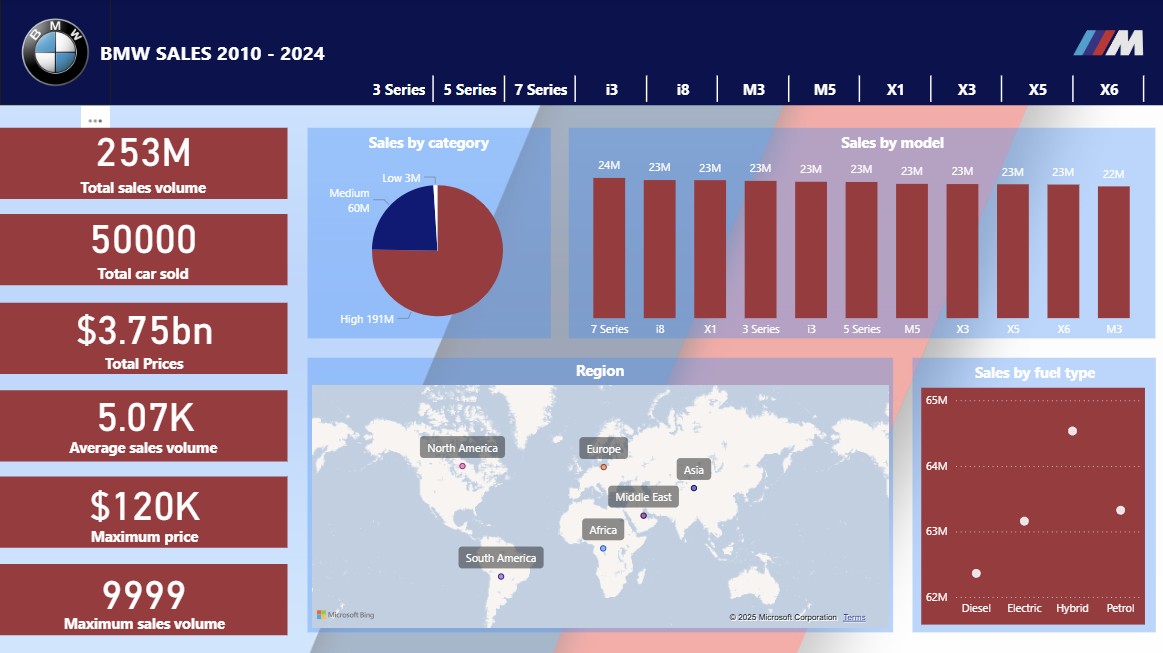 BMW
BMW SALES 2010 - 2024
M
3 Series
5 Series
7 Series
i3
i8
M3
M5
X1
X3
X5
X6
...
253M
Total sales volume
50000
Total car sold
$3.75bn
Total Prices
5.07K
Average sales volume
$120K
Maximum price
9999
Maximum sales volume
Sales by category
Low 3M
Medium
60M
High 191M
Sales by model
24M
23M
23M
23M
23M
23M
23M
23M
23M
23M
22M
7 Series
i8
X1
3 Series
i3
5 Series
M5
X3
X5
X6
M3
Region
North America
Europe
Asia
Middle East
Africa
South America
Microsoft Bing
© 2025 Microsoft Corporation
Terms
Sales by fuel type
65M
64M
63M
62M
Diesel
Electric
Hybrid
Petrol